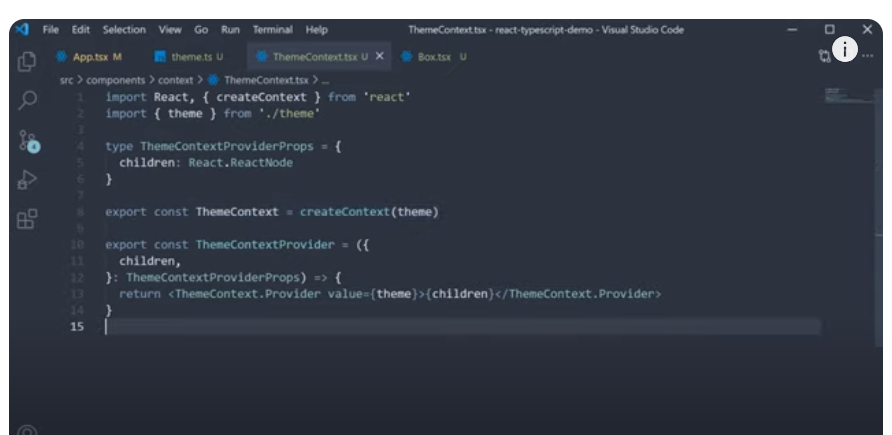 File Edit Selection View Go Run Terminal Help ThemeContext.tsx - react-typescript-demo - Visual Studio Code
App.tsx M theme.ts U ThemeContext.tsx U Box.tsx U
src > components > context > ThemeContext.tsx > ...
1 import React, { createContext } from 'react'
2 import { theme } from './theme'
3
4 type ThemeContextProviderProps = {
5 children: React.ReactNode
6 }
7
8 export const ThemeContext = createContext(theme)
9
10 export const ThemeContextProvider = ({
11 children,
12 }: ThemeContextProviderProps) => {
13 return <ThemeContext.Provider value={theme}>{children}</ThemeContext.Provider>
14 }
15
4